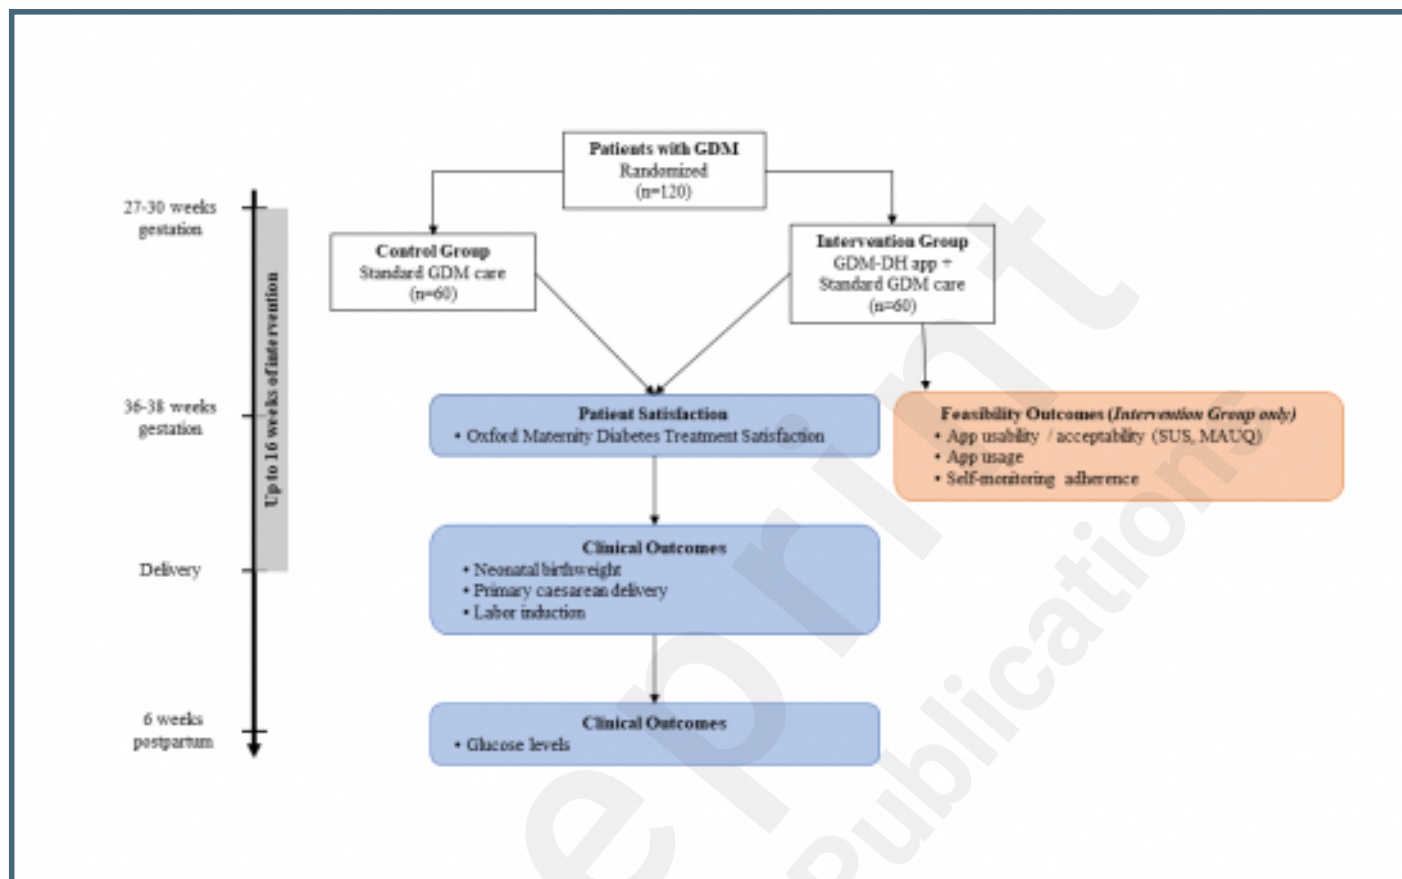 Patients with GDM
Randomized
(n=120)
27-30 weeks
gestation
Control Group
Standard GDM care
(n=60)
Intervention Group
GDM-DH app +
Standard GDM care
(n=60)
Up to 16 weeks of intervention
36-38 weeks
gestation
Patient Satisfaction
• Oxford Maternity Diabetes Treatment Satisfaction
Feasibility Outcomes (Intervention Group only)
• App usability / acceptability (SUS, MAUQ)
• App usage
• Self-monitoring adherence
Delivery
Clinical Outcomes
• Neonatal birthweight
• Primary caesarean delivery
• Labor induction
6 weeks
postpartum
Clinical Outcomes
• Glucose levels
eprint
Publications